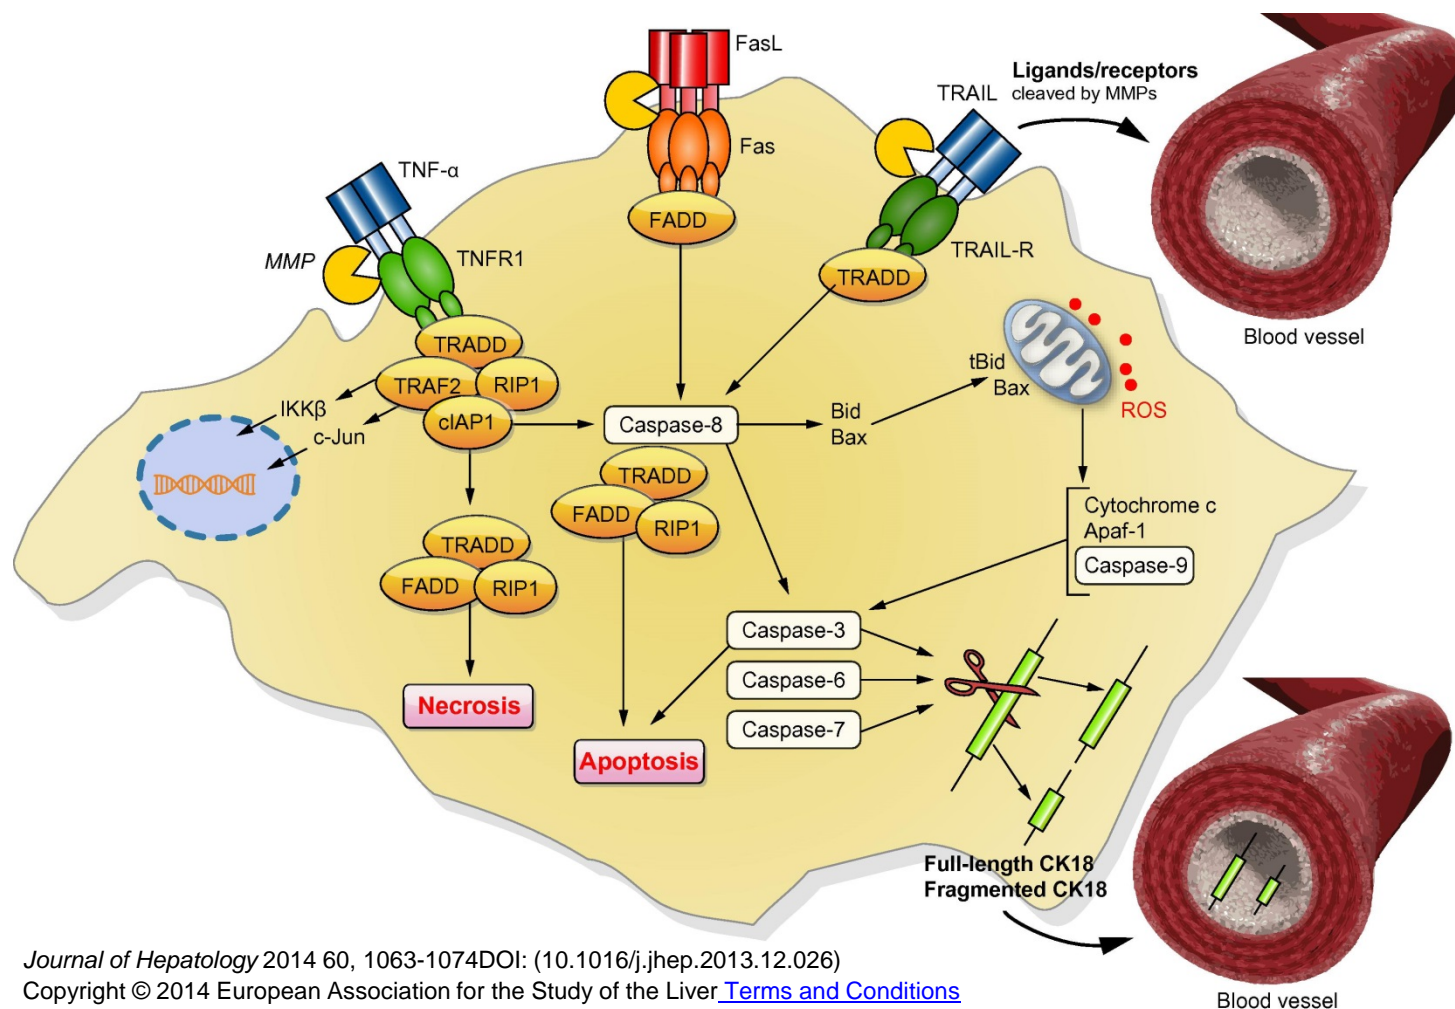 FasL
Ligands/receptors
cleaved by MMPs
TRAIL
Fas
TNF-α
FADD
MMP
TNFR1
TRAIL-R
TRADD
Blood vessel
TRADD
tBid
Bax
ROS
TRAF2
RIP1
IKKβ
c-Jun
cIAP1
Caspase-8
Bid
Bax
TRADD
FADD
RIP1
Cytochrome c
Apaf-1
Caspase-9
TRADD
FADD
RIP1
Caspase-3
Caspase-6
Caspase-7
Necrosis
Apoptosis
Full-length CK18
Fragmented CK18
Blood vessel
Journal of Hepatology 2014 60, 1063-1074DOI: (10.1016/j.jhep.2013.12.026)
Copyright © 2014 European Association for the Study of the Liver Terms and Conditions